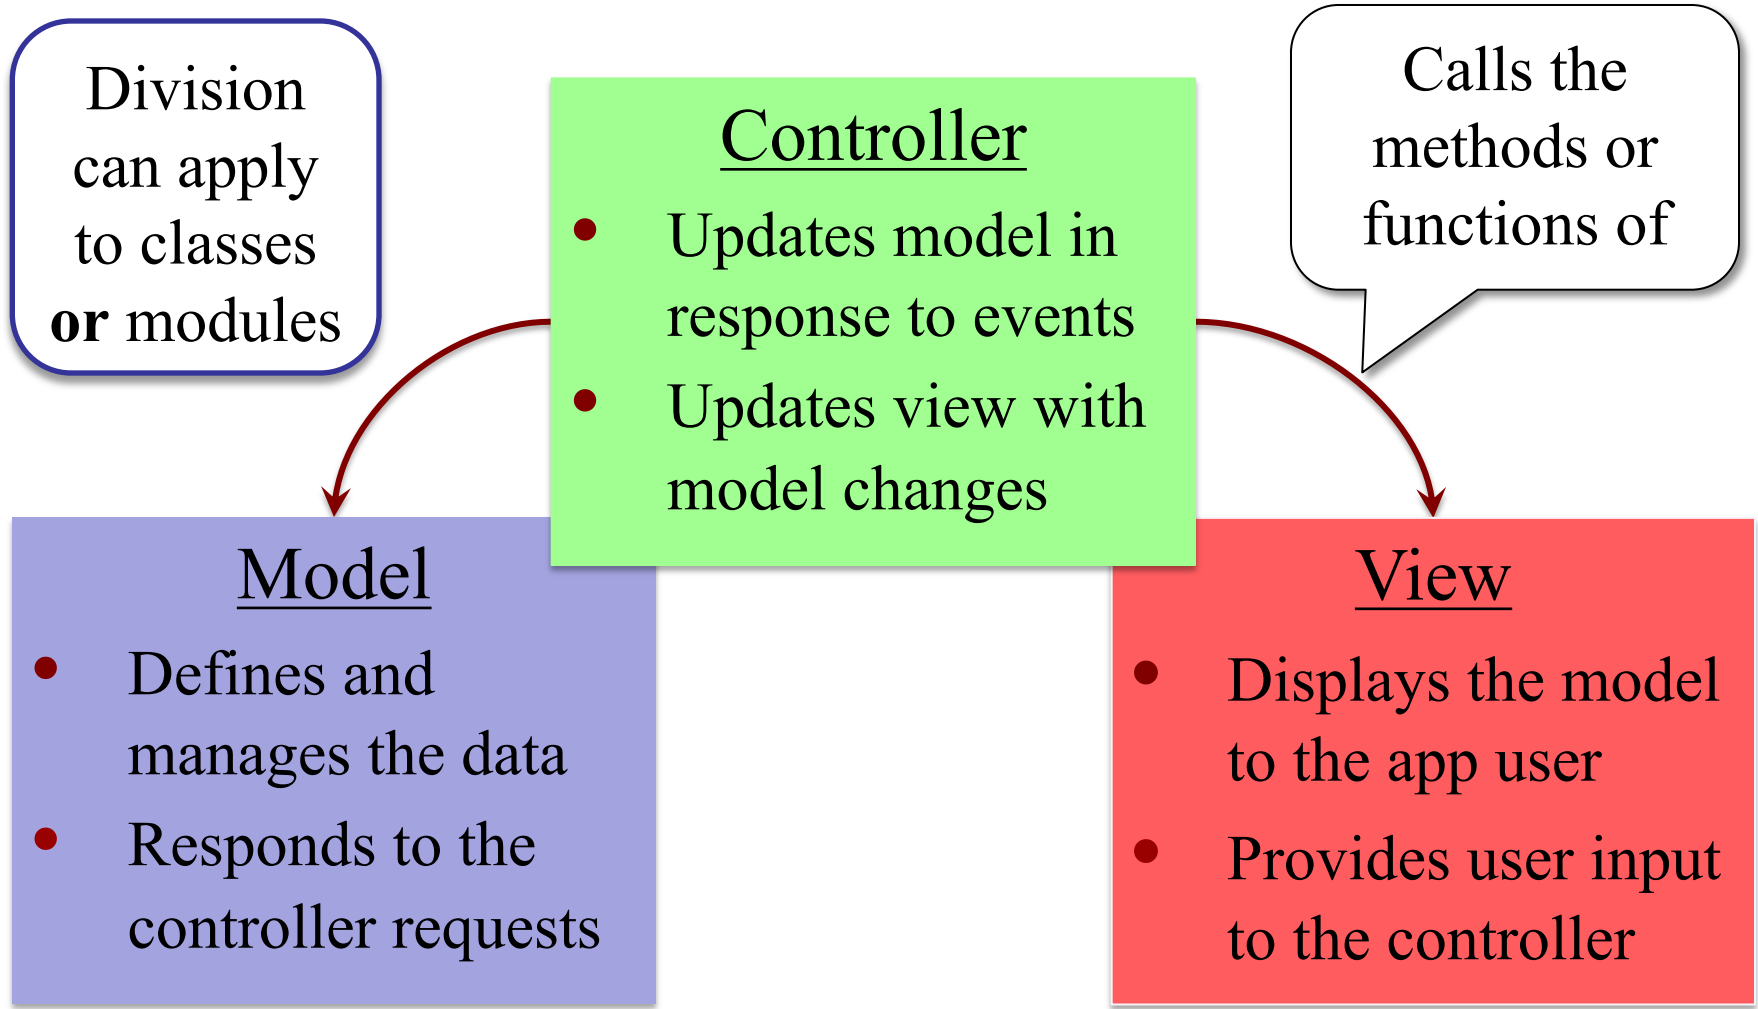 Division
can apply
to classes
or modules
Controller
• Updates model in
response to events
• Updates view with
model changes
Calls the
methods or
functions of
Model
• Defines and
manages the data
• Responds to the
controller requests
View
• Displays the model
to the app user
• Provides user input
to the controller